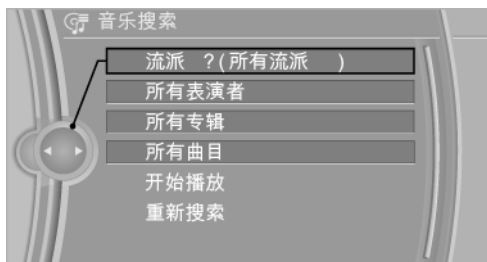 音乐搜索
流派 ?(所有流派 )
所有表演者
所有专辑
所有曲目
开始播放
重新搜索